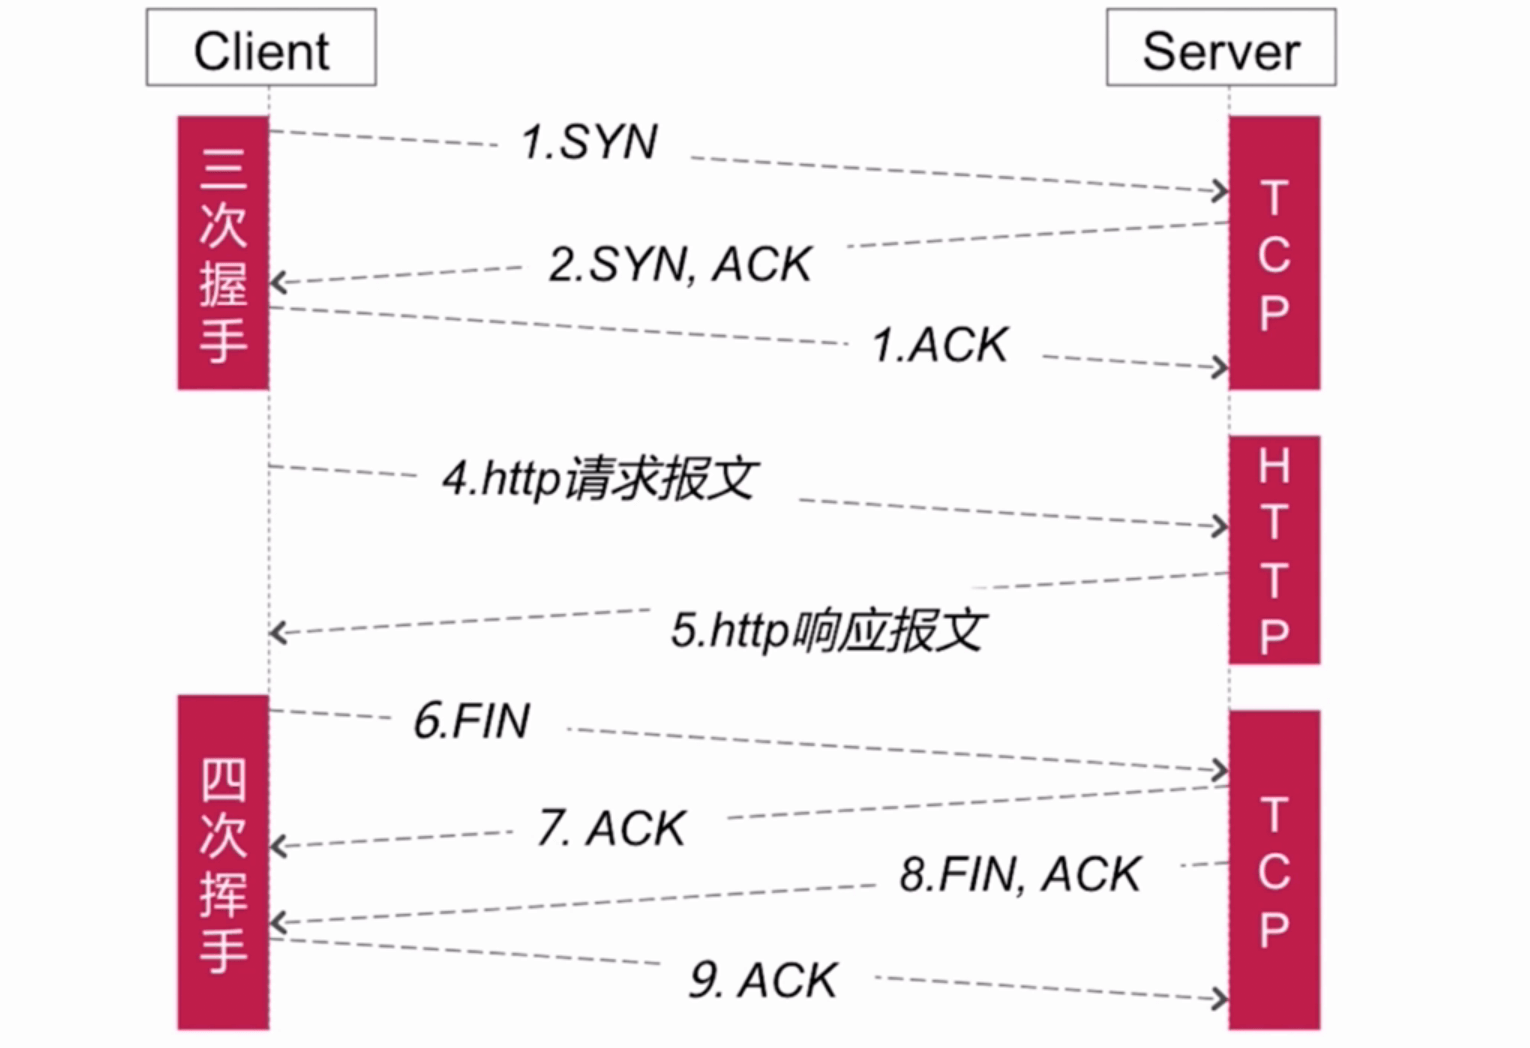 Client
Server
三次握手
TCP
1.SYN
2.SYN, ACK
1.ACK
HTTP
4.http请求报文
5.http响应报文
四次挥手
TCP
6.FIN
7. ACK
8.FIN, ACK
9. ACK